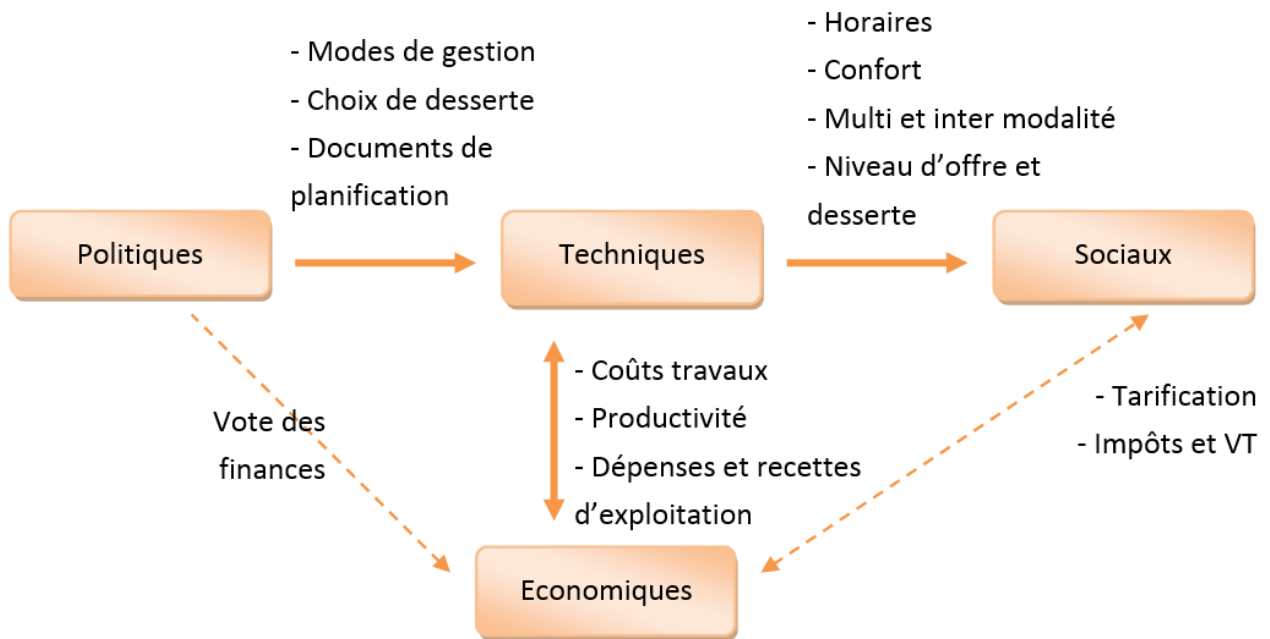 - Modes de gestion
- Choix de desserte
- Documents de
planification
- Horaires
- Confort
- Multi et inter modalité
- Niveau d’offre et
desserte
Politiques
Techniques
Sociaux
Vote des
finances
- Coûts travaux
- Productivité
- Dépenses et recettes
d’exploitation
- Tarification
- Impôts et VT
Economiques